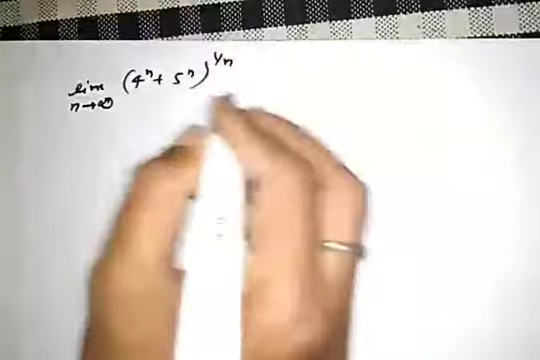 lim (4ⁿ + 5ⁿ)^1/n
n→∞